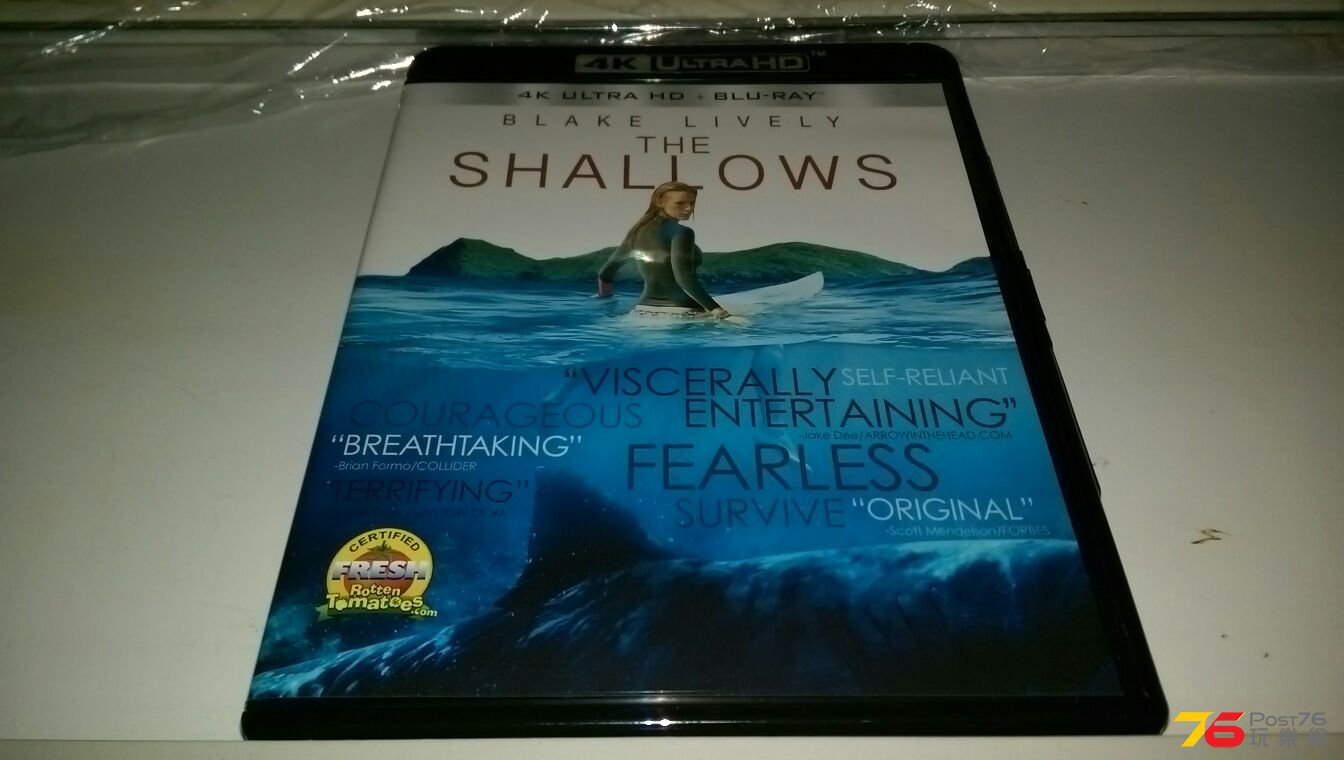 4K ULTRA HD™
4K ULTRA HD + BLU-RAY™
BLAKE LIVELY
THE
SHALLOWS
“VISCERALLY SELF-RELIANT
COURAGEOUS ENTERTAINING”
-Jake Dee/ARROWINTHEHEAD.COM
“BREATHTAKING”
-Brian Formo/COLLIDER
FEARLESS
“TERRIFYING”
SURVIVE “ORIGINAL”
-Scott Mendelson/FORBES
CERTIFIED
FRESH
Rotten
Tomatoes
.com
76 Post76
玩樂網